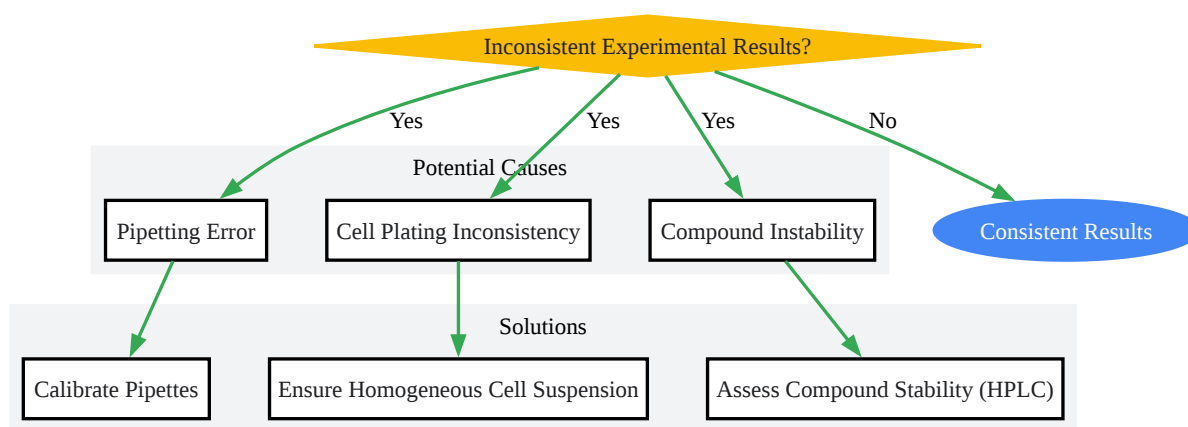 Inconsistent Experimental Results?
Yes
Yes
Yes
No
Potential Causes
Pipetting Error
Cell Plating Inconsistency
Compound Instability
Consistent Results
Solutions
Calibrate Pipettes
Ensure Homogeneous Cell Suspension
Assess Compound Stability (HPLC)